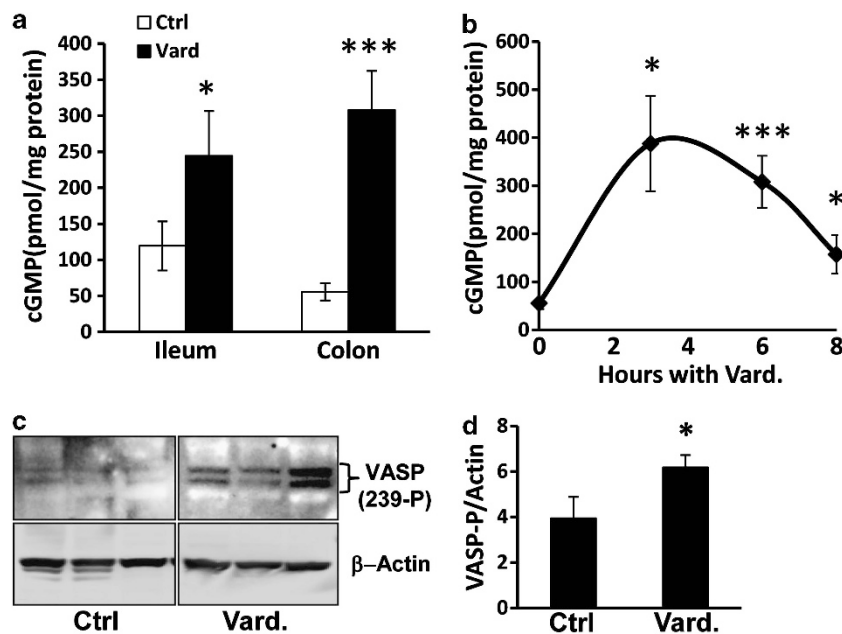 a
Ctrl
Vard
cGMP(pmol/mg protein)
400
350
300
250
200
150
100
50
0
*
***
Ileum
Colon
b
cGMP(pmol/mg protein)
600
500
400
300
200
100
0
*
***
*
0 2 4 6 8
Hours with Vard.
c
VASP
(239-P)
β–Actin
Ctrl
Vard.
d
VASP-P/Actin
8
6
4
2
0
*
Ctrl
Vard.